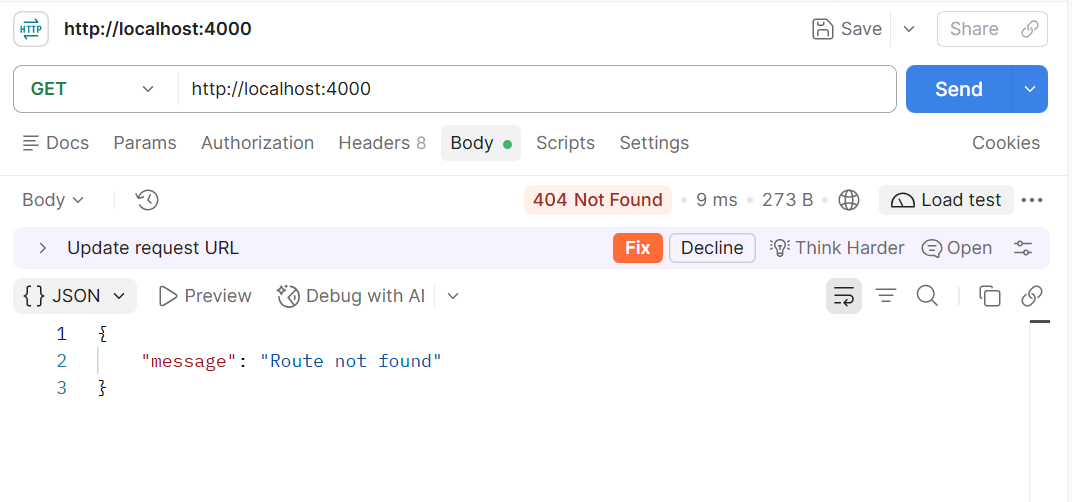 HTTP http://localhost:4000 Save Share
GET http://localhost:4000 Send
Docs Params Authorization Headers 8 Body Scripts Settings Cookies
Body 404 Not Found 9 ms 273 B Load test
Update request URL Fix Decline Think Harder Open
{} JSON Preview Debug with AI
1 {
2 "message": "Route not found"
3 }